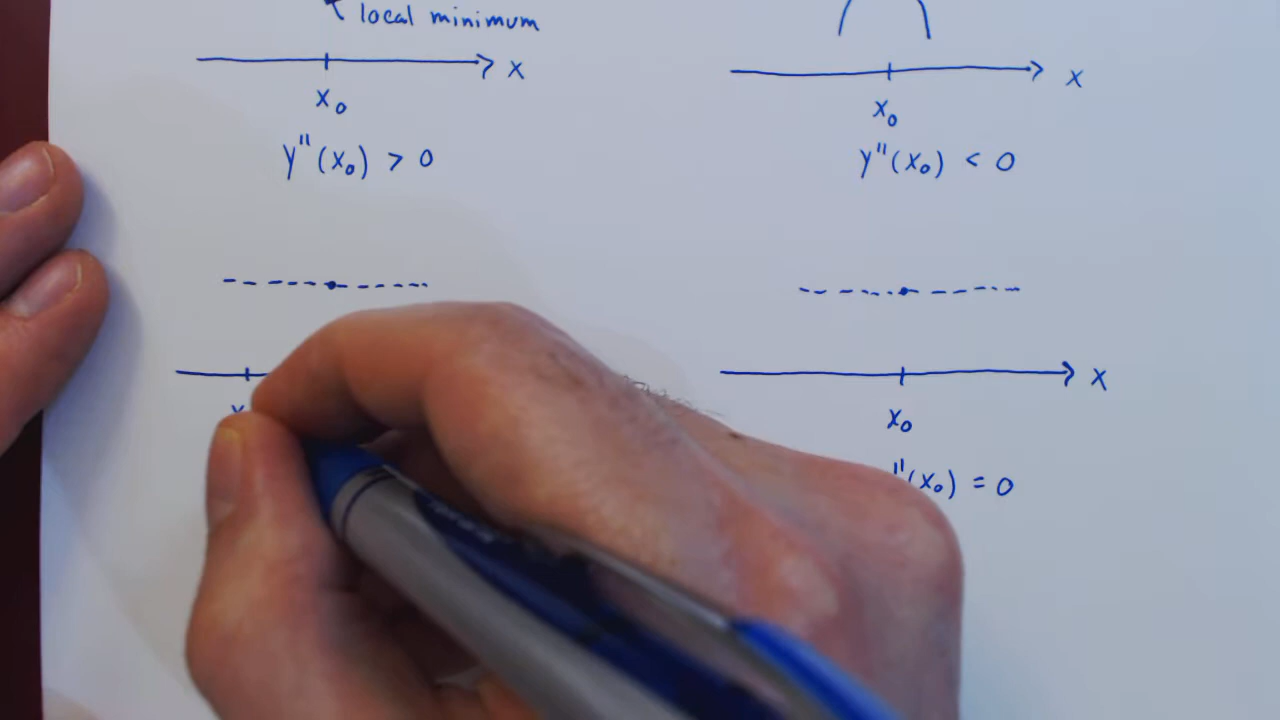 local minimum
x
x₀
y"(x₀) > 0
x
x₀
y"(x₀) < 0
x
x₀
"(x₀) = 0